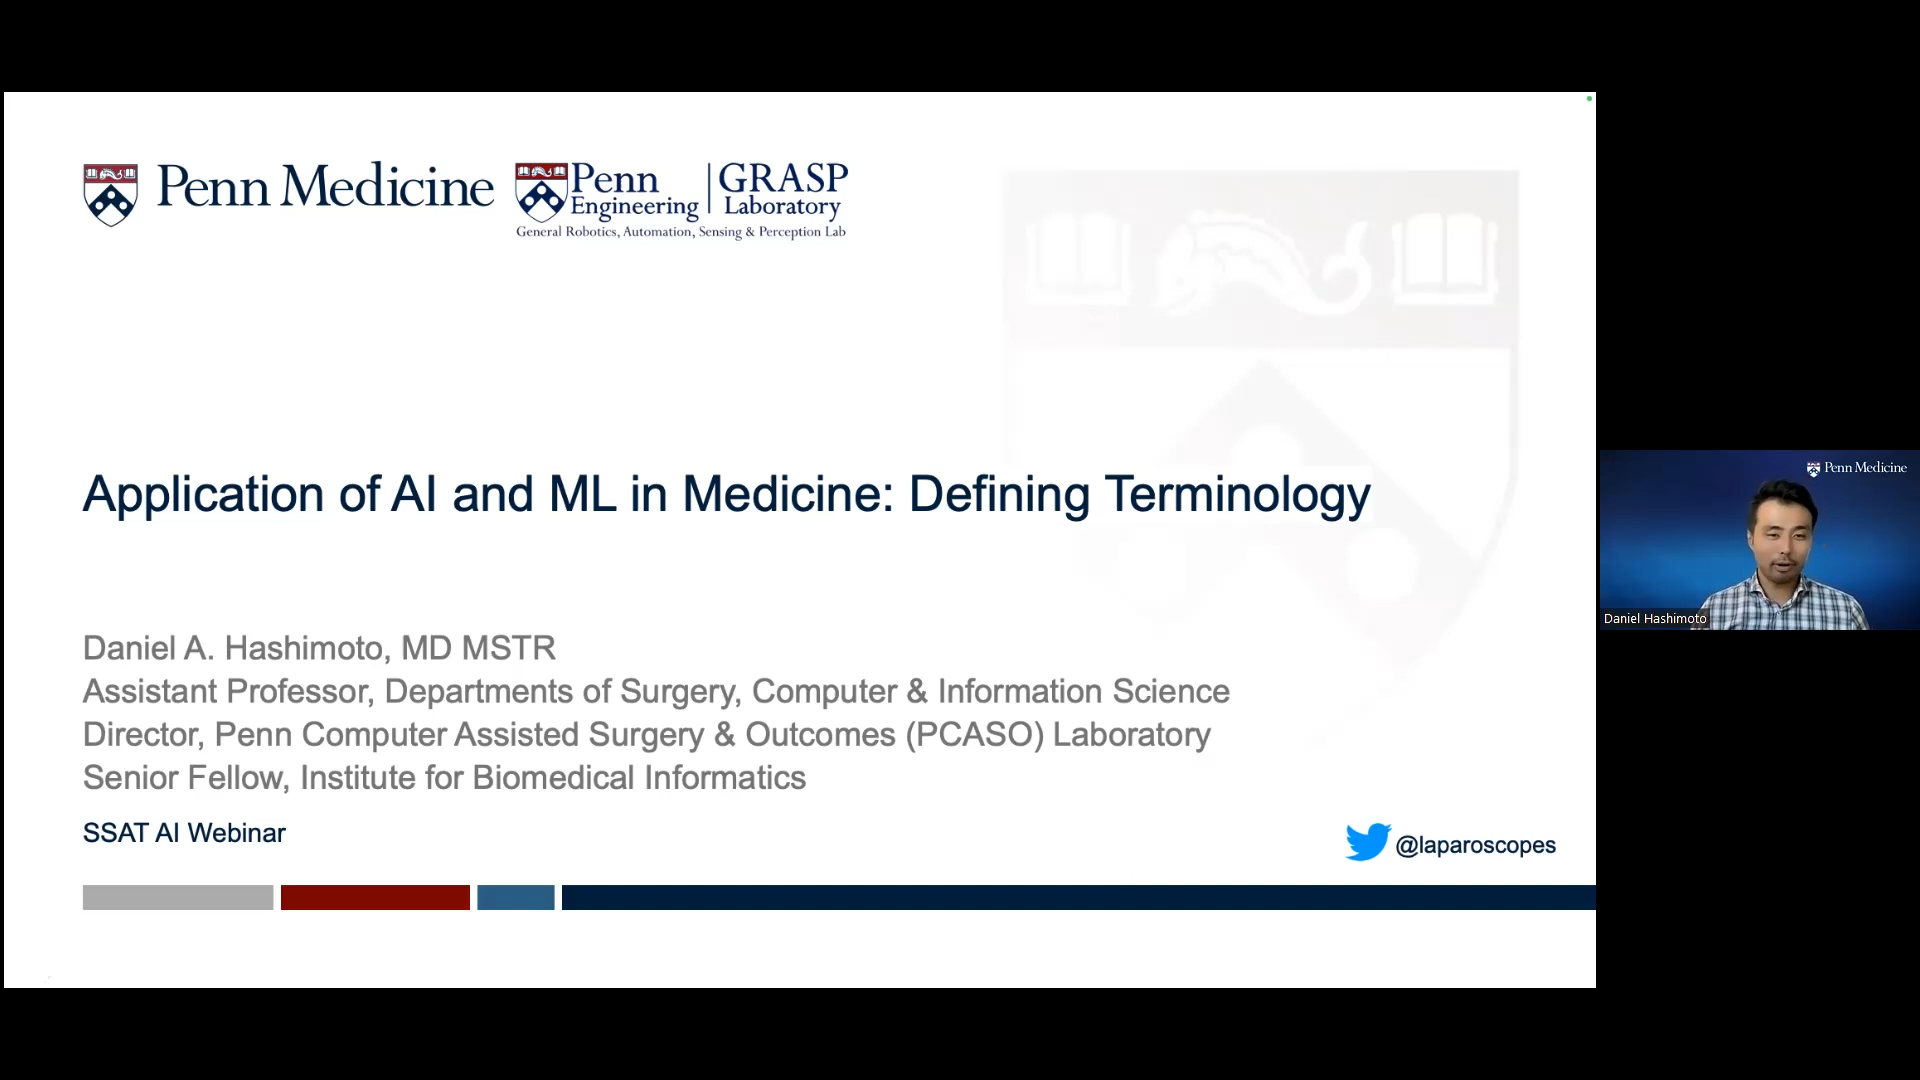 Penn Medicine
Penn Engineering | GRASP Laboratory
General Robotics, Automation, Sensing & Perception Lab
Application of AI and ML in Medicine: Defining Terminology
Daniel A. Hashimoto, MD MSTR
Assistant Professor, Departments of Surgery, Computer & Information Science
Director, Penn Computer Assisted Surgery & Outcomes (PCASO) Laboratory
Senior Fellow, Institute for Biomedical Informatics
SSAT AI Webinar
@laparoscopes
Penn Medicine
Daniel Hashimoto